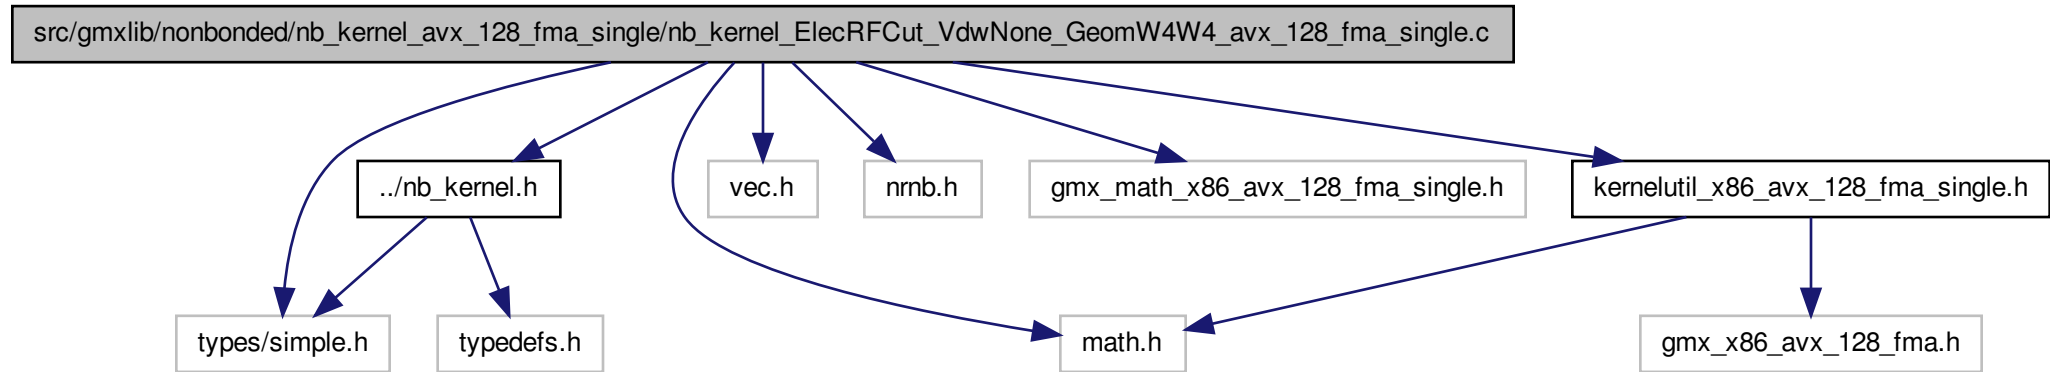 src/gmxlib/nonbonded/nb_kernel_avx_128_fma_single/nb_kernel_ElecRFCut_VdwNone_GeomW4W4_avx_128_fma_single.c
../nb_kernel.h
vec.h
nrnb.h
gmx_math_x86_avx_128_fma_single.h
kernelutil_x86_avx_128_fma_single.h
types/simple.h
typedefs.h
math.h
gmx_x86_avx_128_fma.h